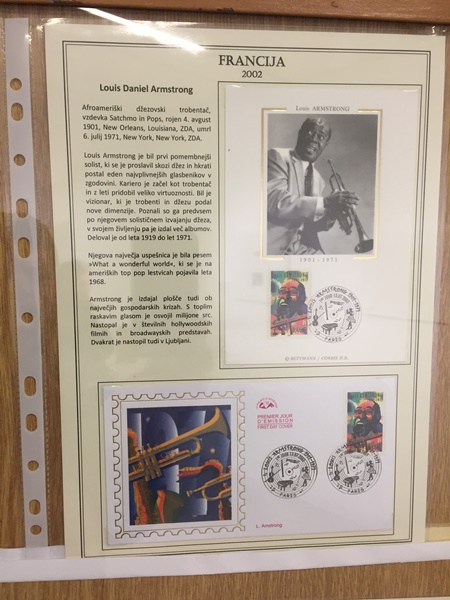 FRANCIJA
2002
Louis Daniel Armstrong
Afroameriški džezovski trobentač,
vzdevka Satchmo in Pops, rojen 4. avgust
1901, New Orleans, Louisiana, ZDA, umrl
6. julij 1971, New York, New York, ZDA.
Louis Armstrong je bil prvi pomembnejši
solist, ki se je proslavil skozi džez in hkrati
postal eden najvplivnejših glasbenikov v
zgodovini. Kariero je začel kot trobentač
in z leti pridobil veliko virtuoznosti. Bil je
vizionar, ki je trobenti in džezu podal
nove dimenzije. Poznali so ga predvsem
po njegovem solističnem izvajanju džeza,
v svojem življenju pa je izdal več albumov.
Deloval je od leta 1919 do let 1971.
Njegova največja uspešnica je bila pesem
»What a wonderful world«, ki se je na
ameriških top pop lestvicah pojavila leta
1968.
Armstrong je izdajal plošče tudi ob
največjih gospodarskih krizah. S toplim
raskavim glasom je osvojil milijone src.
Nastopal je v številnih hollywoodskih
filmih in broadwayskih predstavah.
Dvakrat je nastopil tudi v Ljubljani.
Louis ARMSTRONG
1901-1971
PARIS
© BETTMANN / CORBIS
PREMIER JOUR
D'ÉMISSION
FIRST DAY COVER
PARIS
PARIS
L. Amstrong